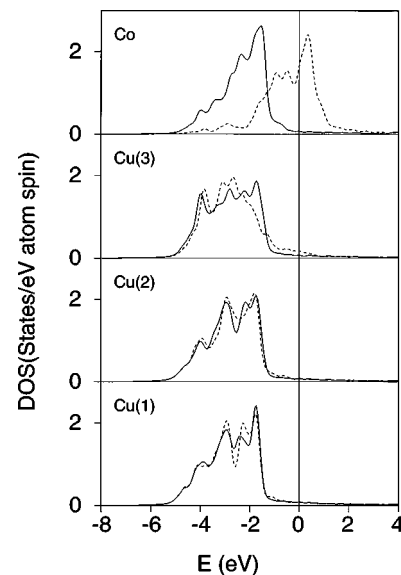 Co
2
0
Cu(3)
2
0
Cu(2)
2
0
Cu(1)
2
0
DOS(States/eV atom spin)
-8 -6 -4 -2 0 2 4
E (eV)